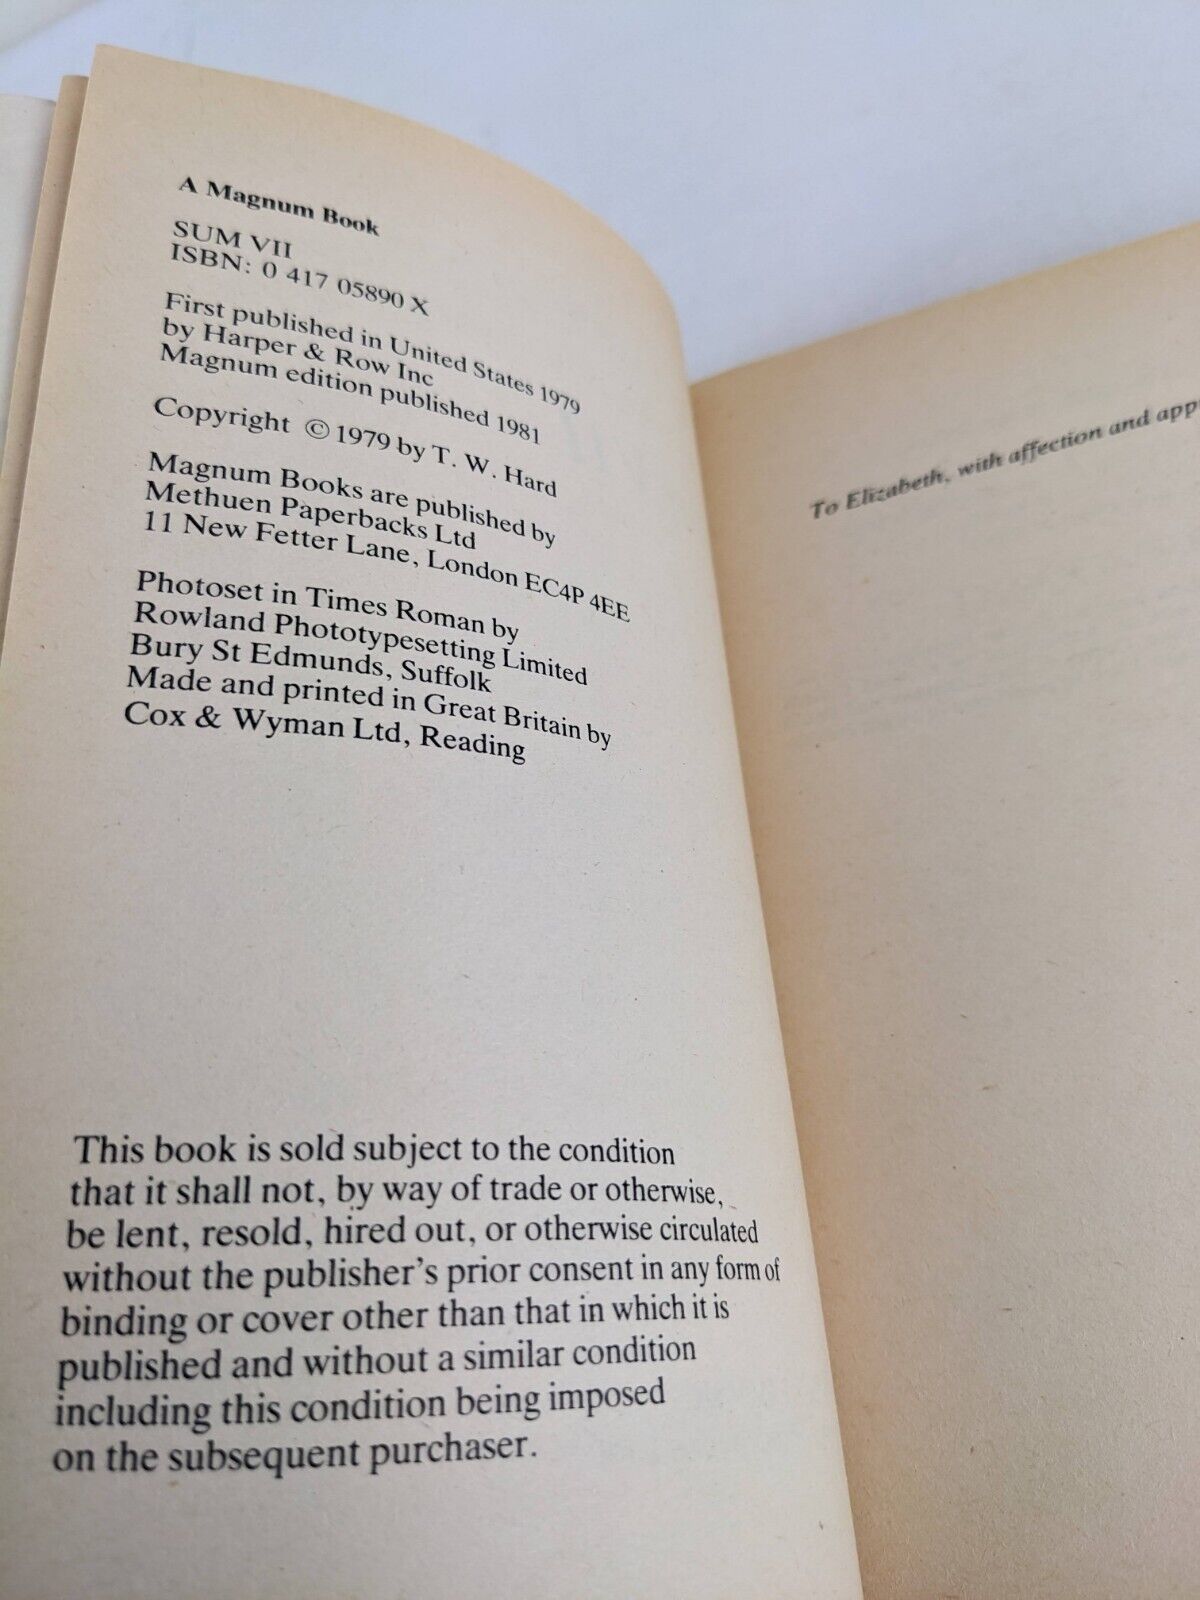 A Magnum Book
SUM VII
ISBN: 0 417 05890 X
First published in United States 1979
by Harper & Row Inc
Magnum edition published 1981
Copyright © 1979 by T. W. Hard
Magnum Books are published by
Methuen Paperbacks Ltd
11 New Fetter Lane, London EC4P 4EE
Photoset in Times Roman by
Rowland Phototypesetting Limited
Bury St Edmunds, Suffolk
Made and printed in Great Britain by
Cox & Wyman Ltd, Reading
This book is sold subject to the condition
that it shall not, by way of trade or otherwise,
be lent, resold, hired out, or otherwise circulated
without the publisher's prior consent in any form of
binding or cover other than that in which it is
published and without a similar condition
including this condition being imposed
on the subsequent purchaser.
To Elizabeth, with affection and